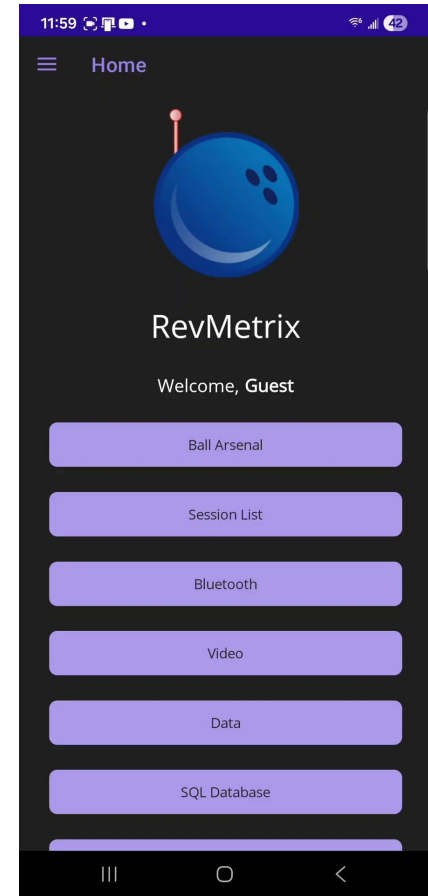 11:59
42
Home
RevMetrix
Welcome, Guest
Ball Arsenal
Session List
Bluetooth
Video
Data
SQL Database